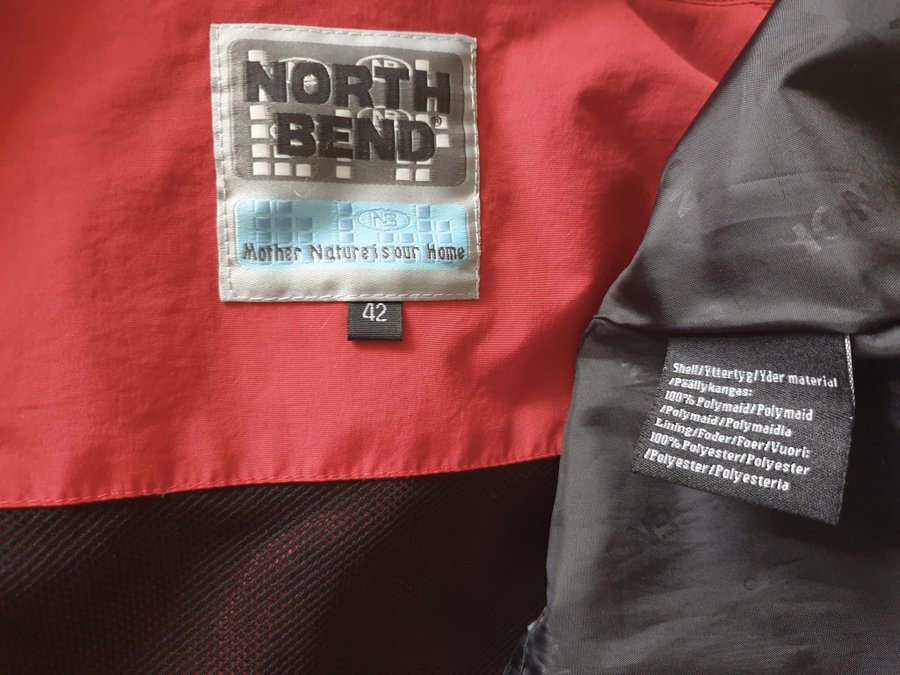 NORTH
BEND®
NB
Mother Nature is our Home
42
Shell/Yttertyg/Yder material
/Päällykangas:
100% Polymaid/Polymaid
/Polymaid/Polymaidia
Lining/Foder/Foer/Vuori:
100% Polyester/Polyester
/Polyester/Polyesteria